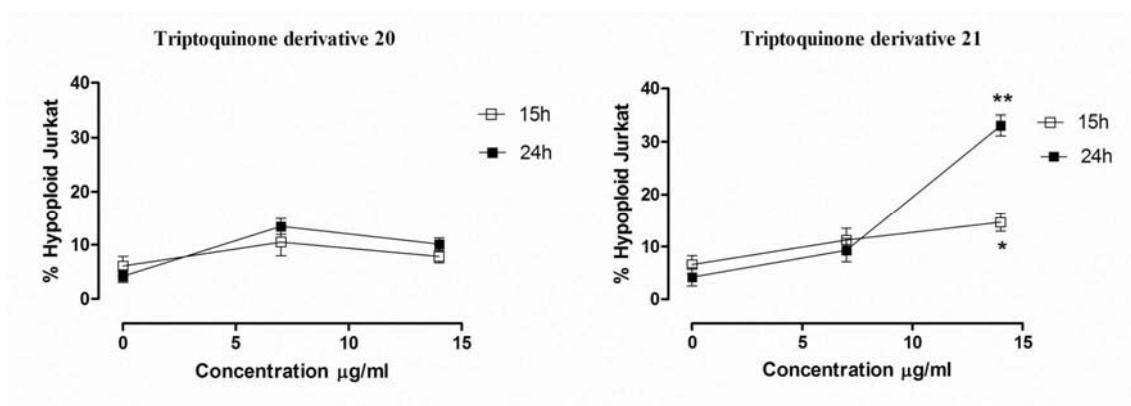 Triptoquinone derivative 20
40
30
20
10
0
% Hypoploid Jurkat
15h
24h
0 5 10 15
Concentration μg/ml
Triptoquinone derivative 21
40
30
20
10
0
% Hypoploid Jurkat
**
*
15h
24h
0 5 10 15
Concentration μg/ml